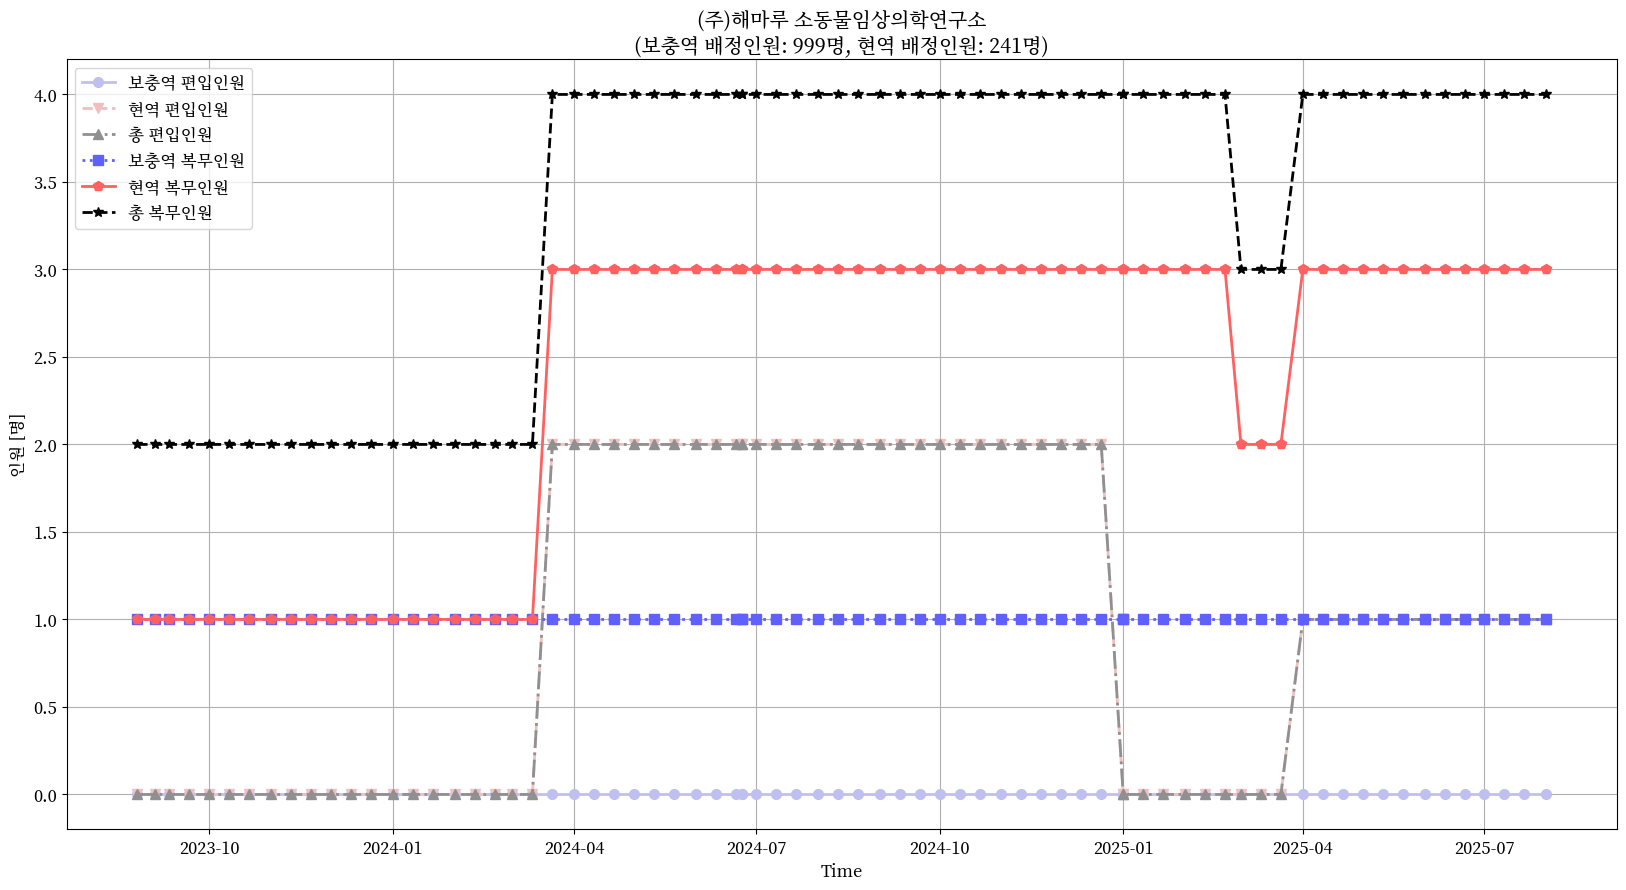 (주)해마루 소동물임상의학연구소
(보충역 배정인원: 999명, 현역 배정인원: 241명)
보충역 편입인원
현역 편입인원
총 편입인원
보충역 복무인원
현역 복무인원
총 복무인원
인원 [명]
4.0
3.5
3.0
2.5
2.0
1.5
1.0
0.5
0.0
2023-10
2024-01
2024-04
2024-07
2024-10
2025-01
2025-04
2025-07
Time